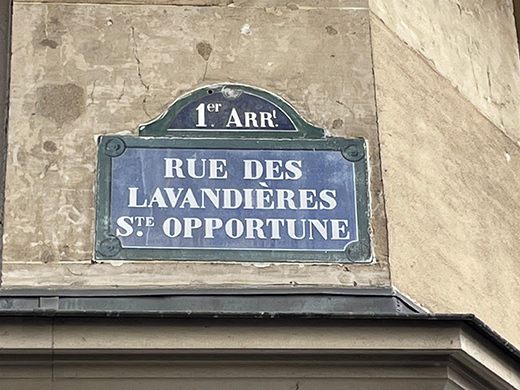 1er ARRt.
RUE DES
LAVANDIÈRES
STE OPPORTUNE